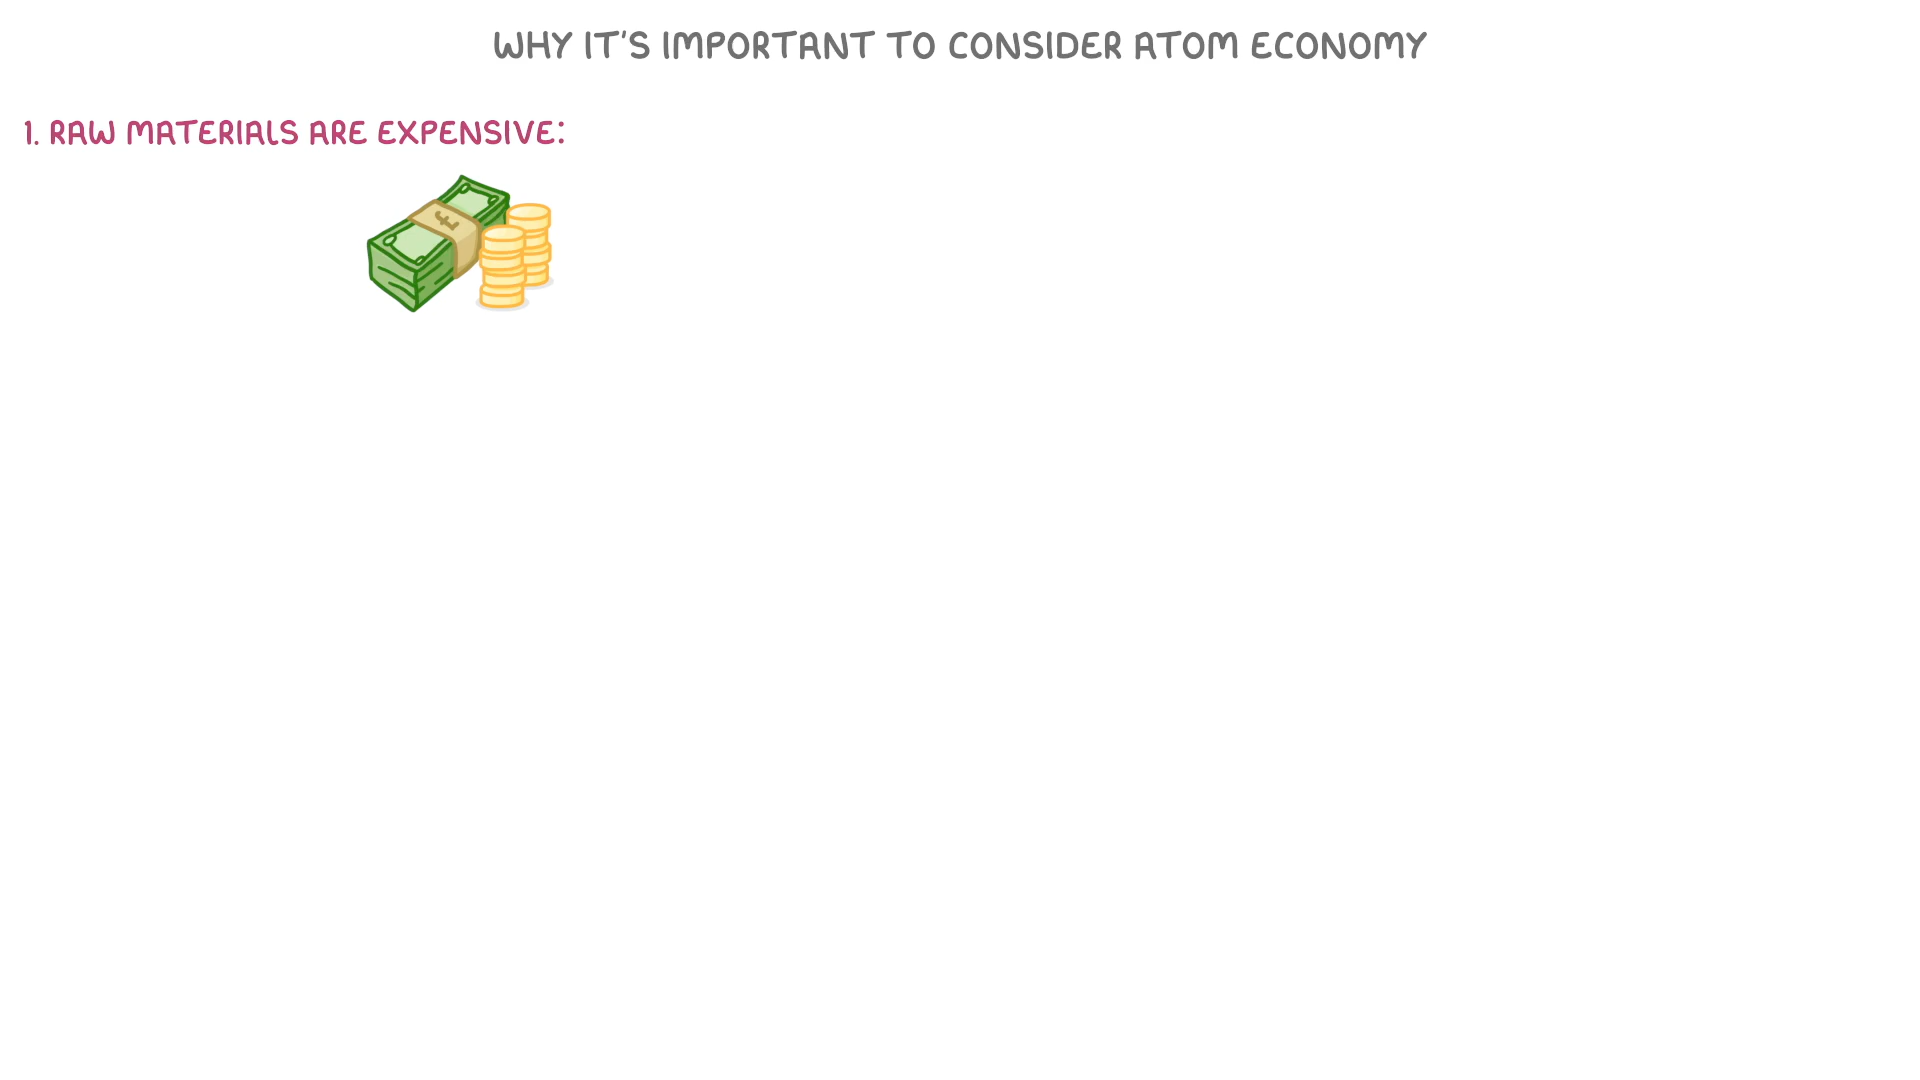 WHY IT'S IMPORTANT TO CONSIDER ATOM ECONOMY
1. RAW MATERIALS ARE EXPENSIVE:
£